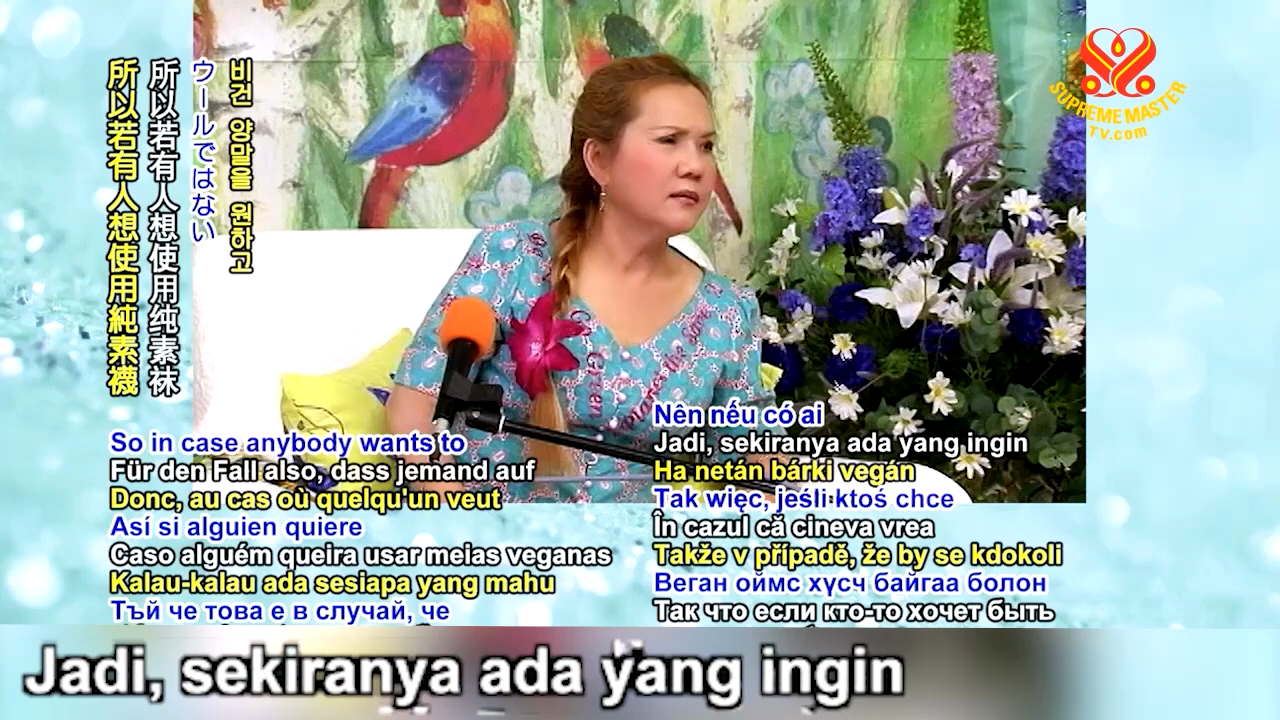 所以若有人想使用純素襪
所以若有人想使用纯素袜
ウールではない
비건 양말을 원하고
SUPREME MASTER
TV.com
So in case anybody wants to
Für den Fall also, dass jemand auf
Donc, au cas où quelqu'un veut
Así si alguien quiere
Caso alguém queira usar meias veganas
Kalau-kalau ada sesiapa yang mahu
Тъй че това е в случай, че
Nên nếu có ai
Jadi, sekiranya ada yang ingin
Ha netán bárki vegán
Tak więc, jeśli ktoś chce
În cazul că cineva vrea
Takže v případě, že by se kdokoli
Веган оймс хүсч байгаа болон
Так что если кто-то хочет быть
Jadi, sekiranya ada yang ingin